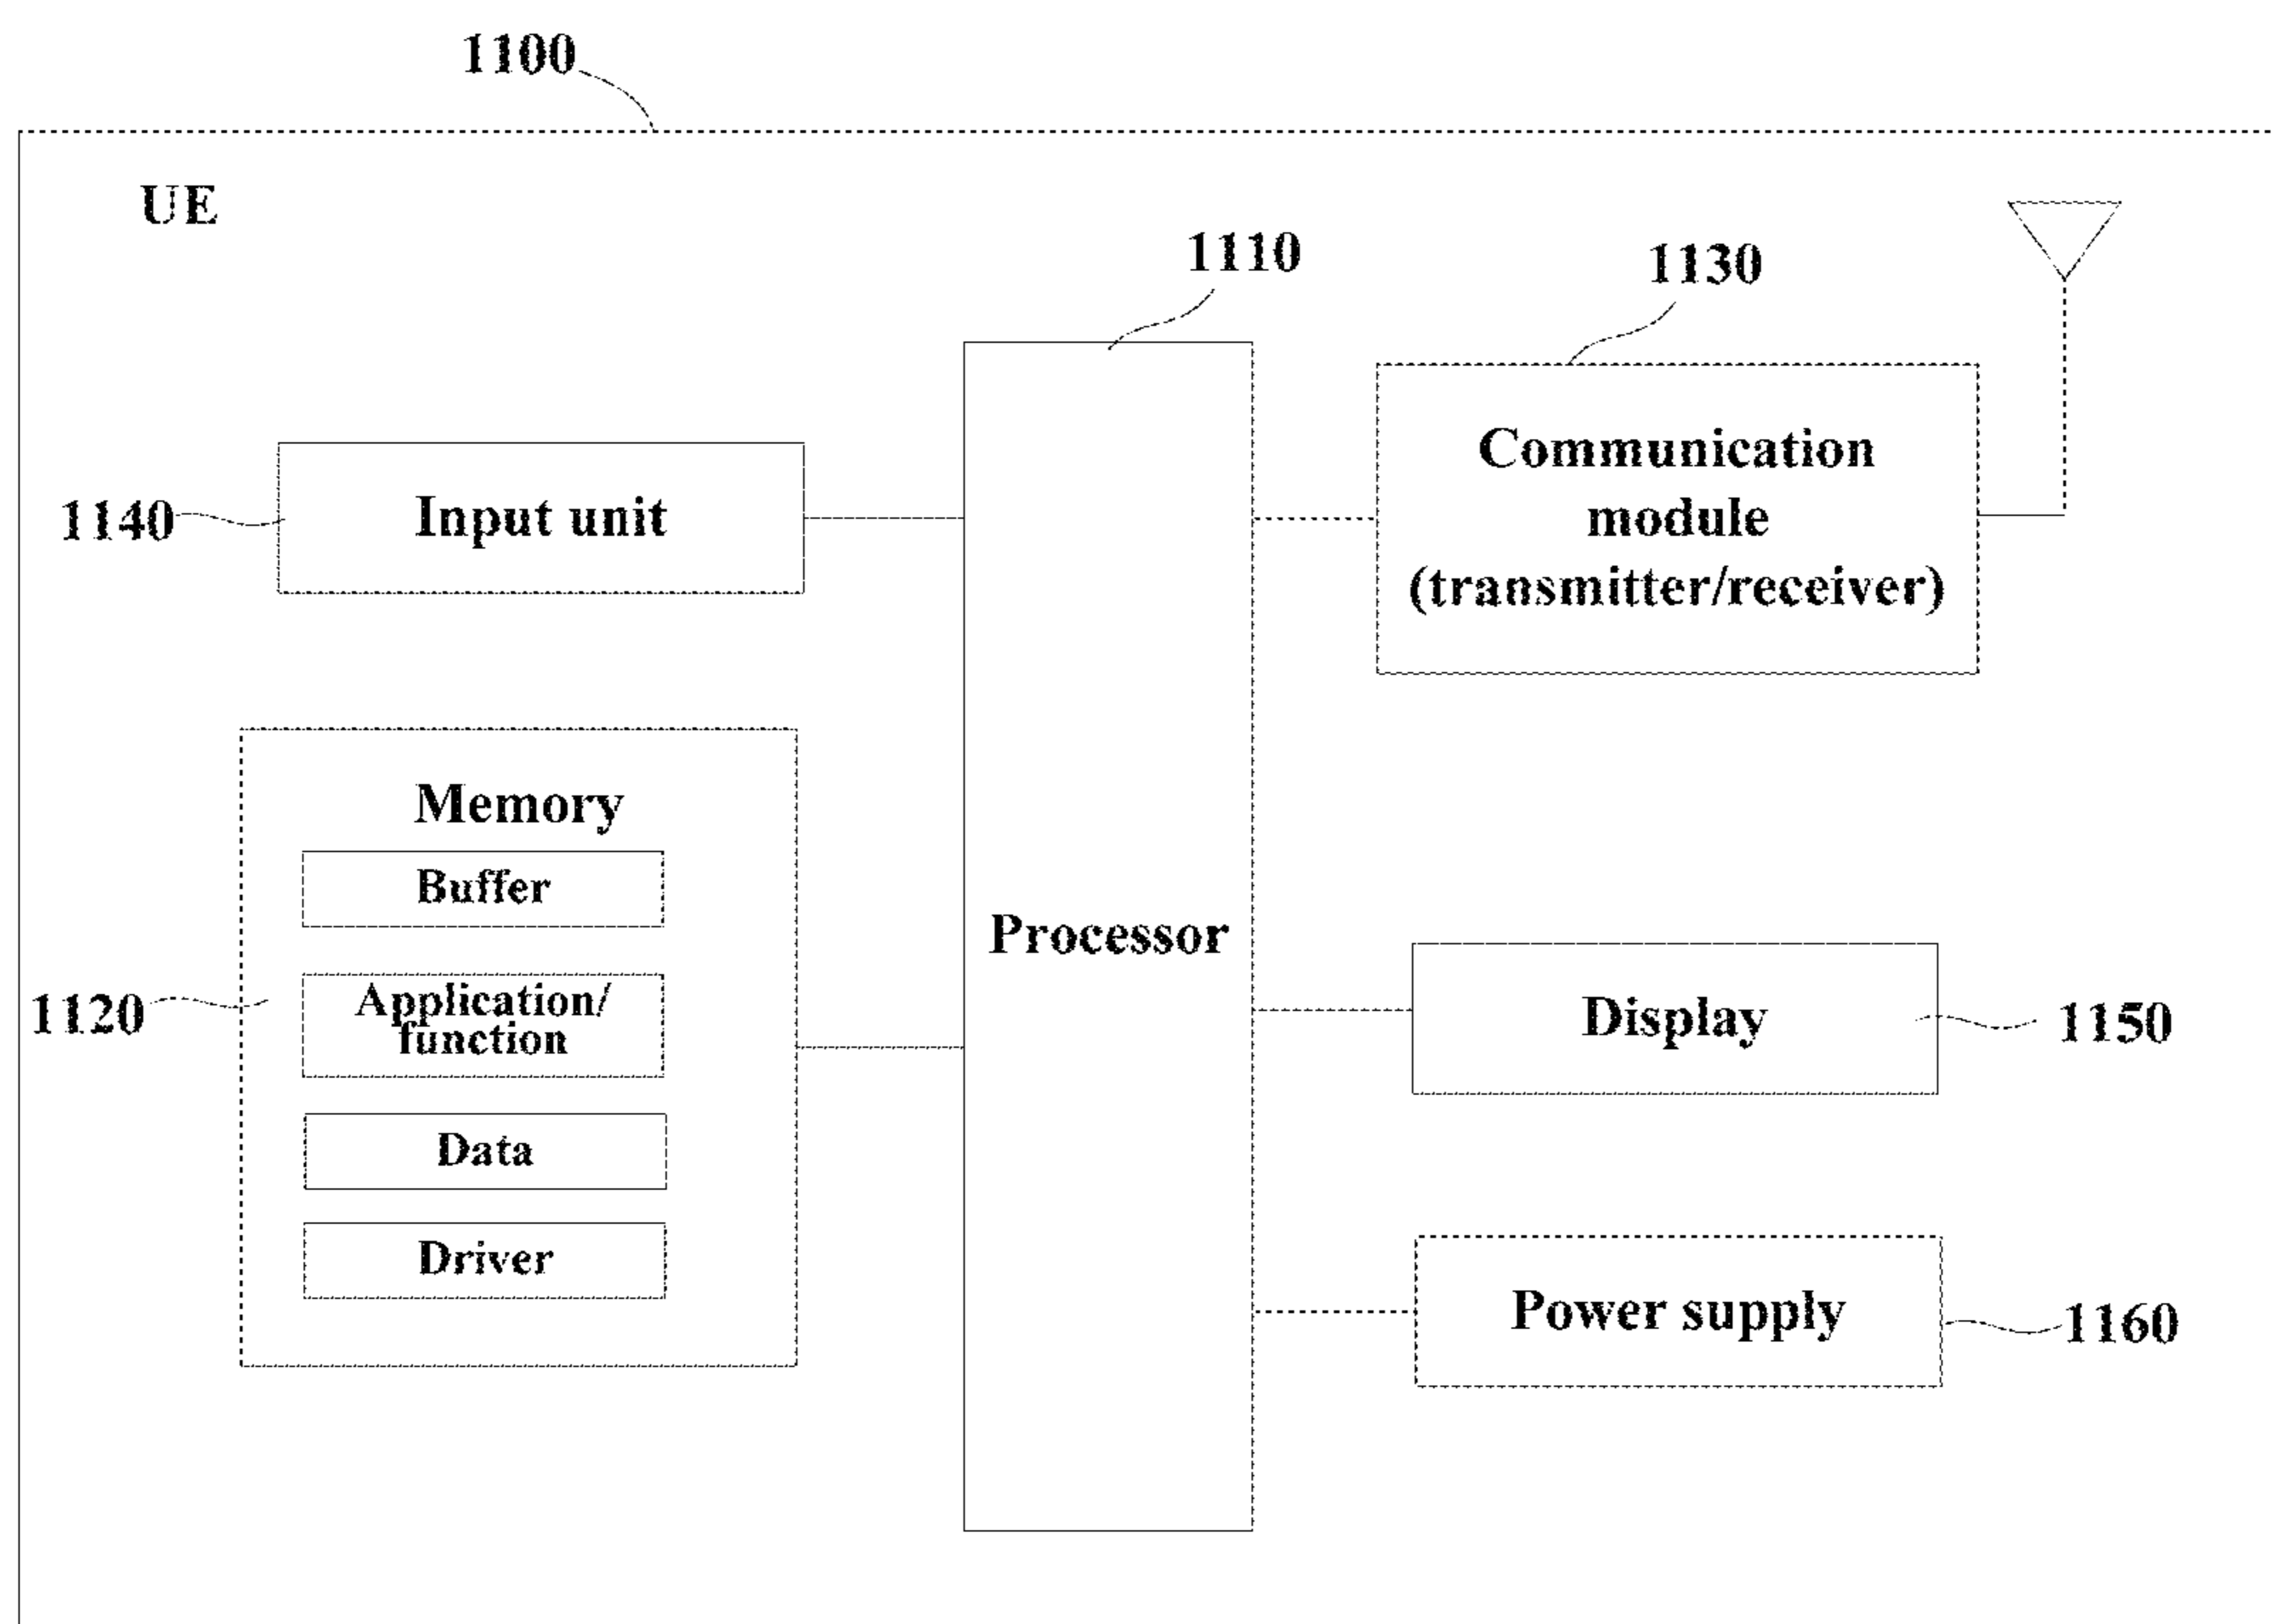 1100
UE
1110
1130
Communication
module
(transmitter/receiver)
1140
Input unit
Memory
Buffer
Application/
function
Data
Driver
1120
Processor
Display
1150
Power supply
1160